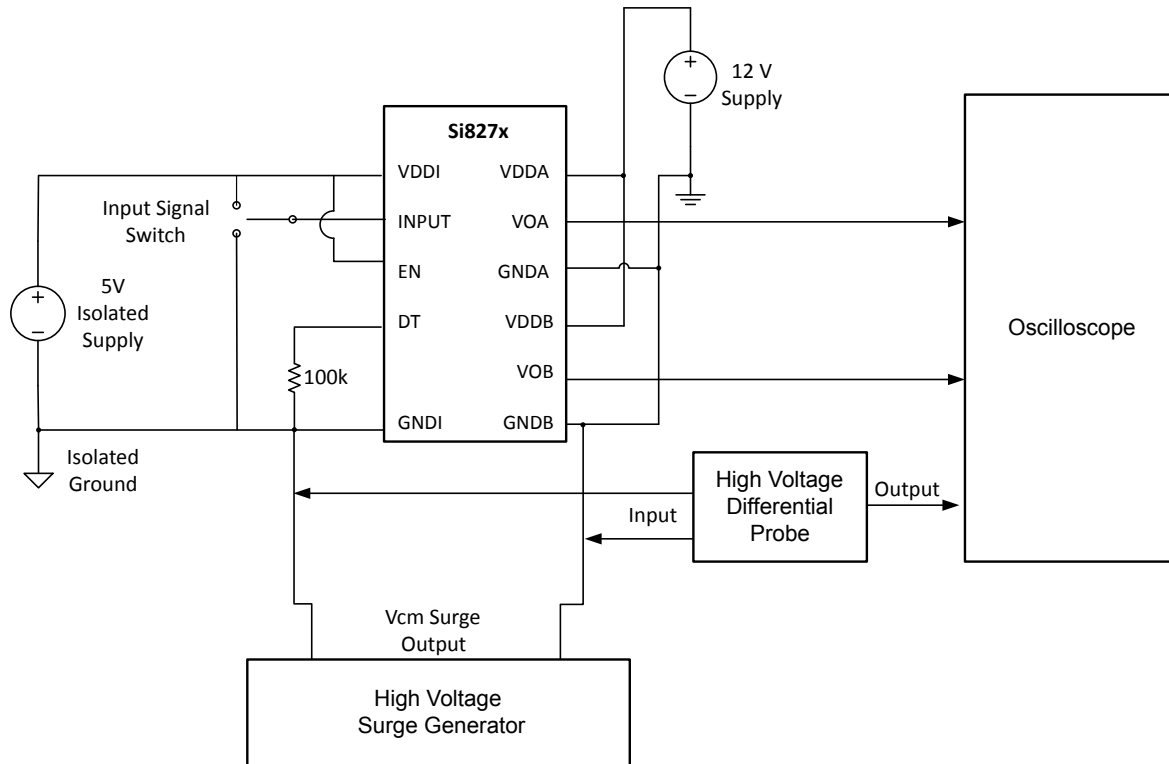 12 V
Supply
Si827x
VDDI
VDDA
Input Signal
Switch
INPUT
VOA
EN
GNDA
5V
Isolated
Supply
+
−
+
−
DT
VDDB
Oscilloscope
100k
VOB
GNDI
GNDB
Isolated
Ground
High Voltage
Differential
Probe
Output
Input
Vcm Surge
Output
High Voltage
Surge Generator